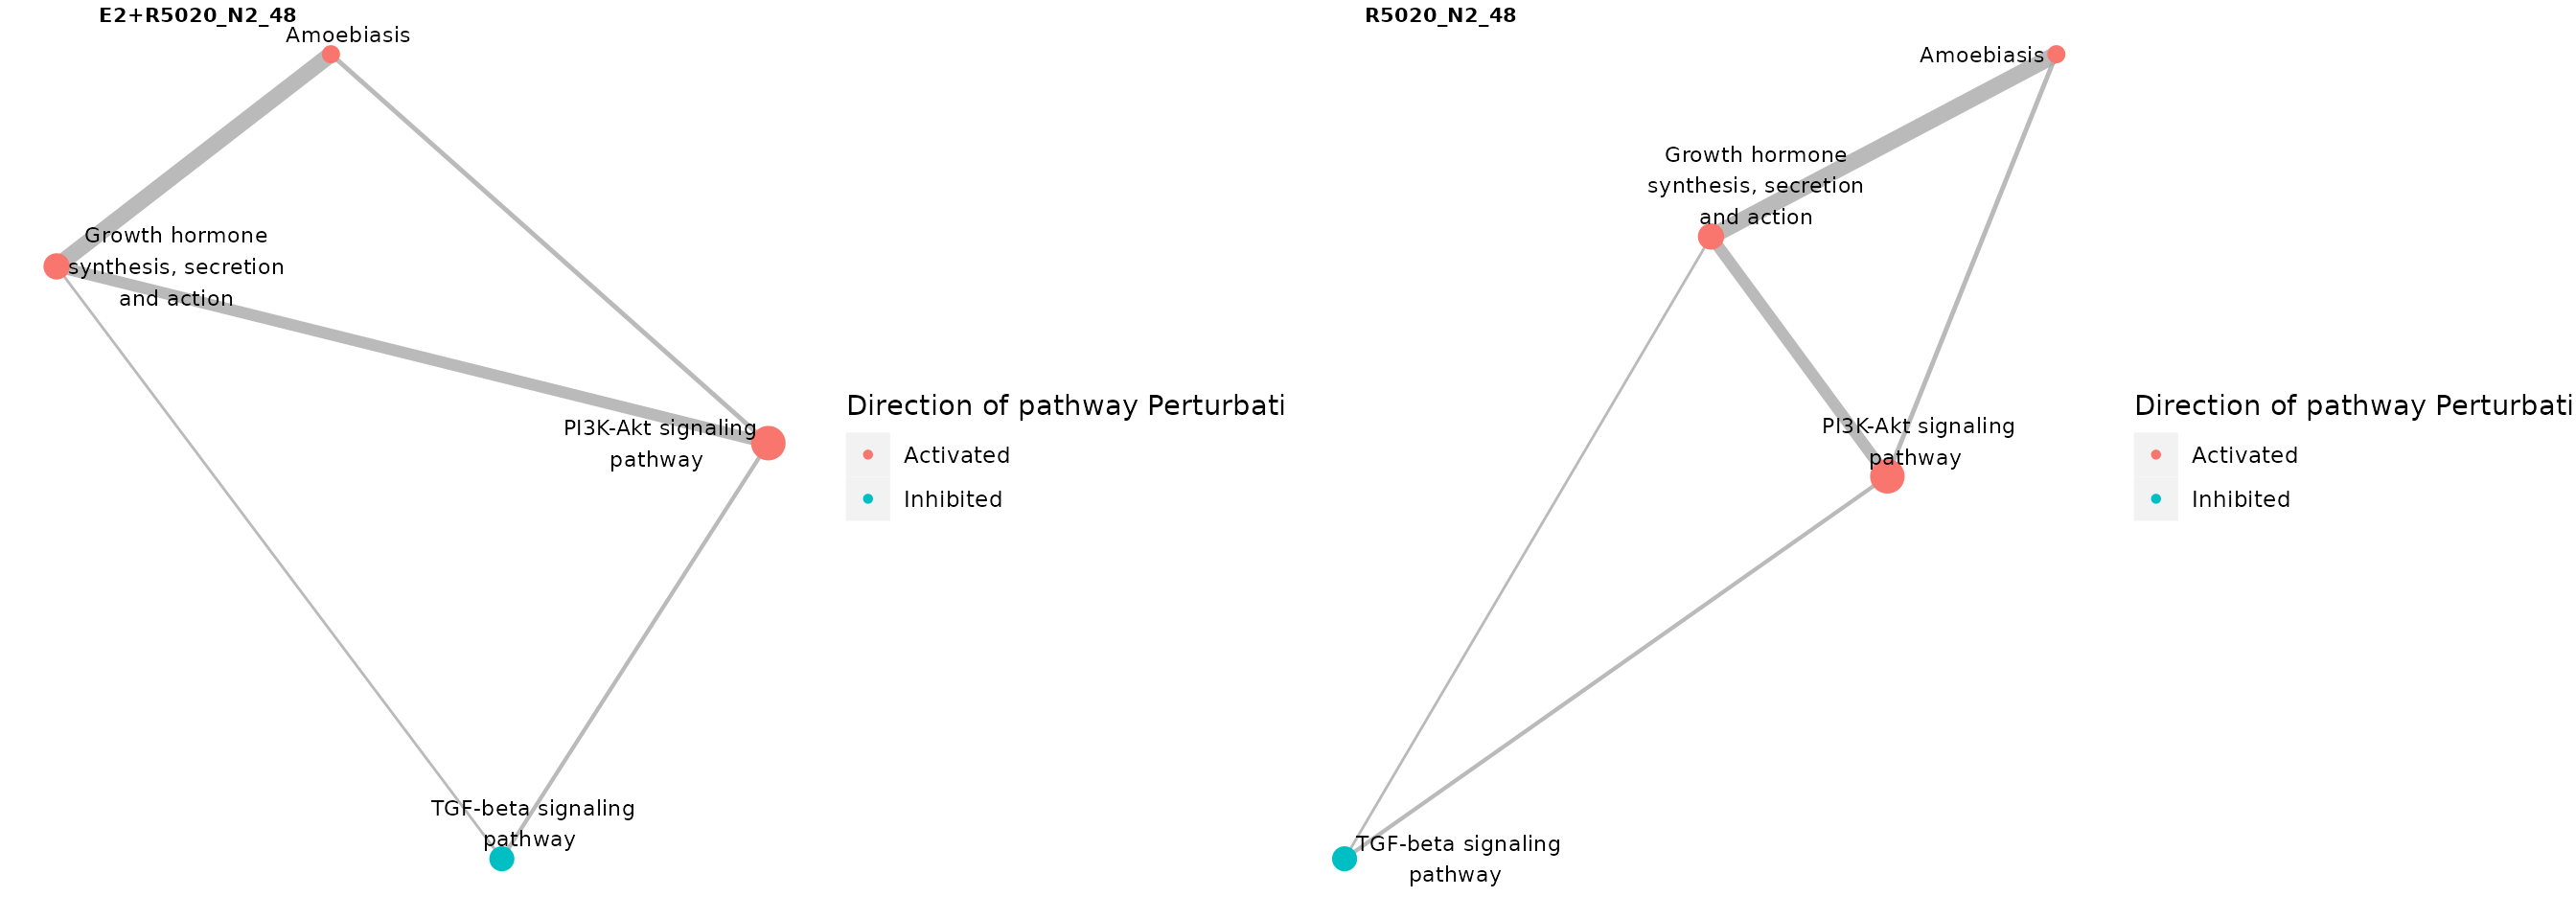 E2+R5020_N2_48
Amoebiasis
Growth hormone
synthesis, secretion
and action
PI3K-Akt signaling
pathway
TGF-beta signaling
pathway
Direction of pathway Perturbati
Activated
Inhibited
R5020_N2_48
Amoebiasis
Growth hormone
synthesis, secretion
and action
PI3K-Akt signaling
pathway
TGF-beta signaling
pathway
Direction of pathway Perturbati
Activated
Inhibited